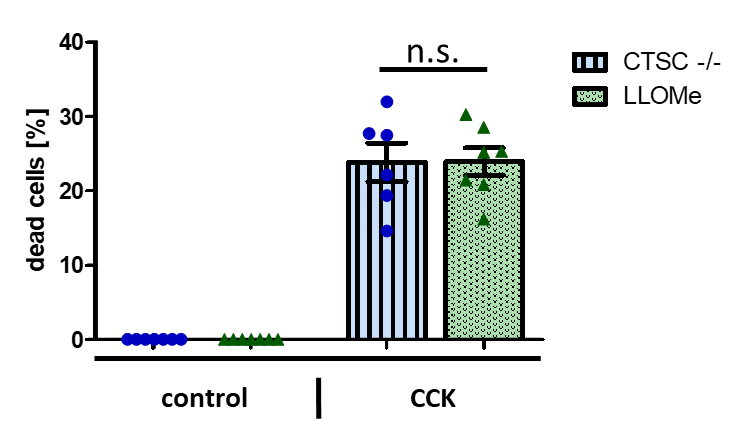 n.s.
CTSC -/-
LLOMe
dead cells [%]
40
30
20
10
0
control
CCK